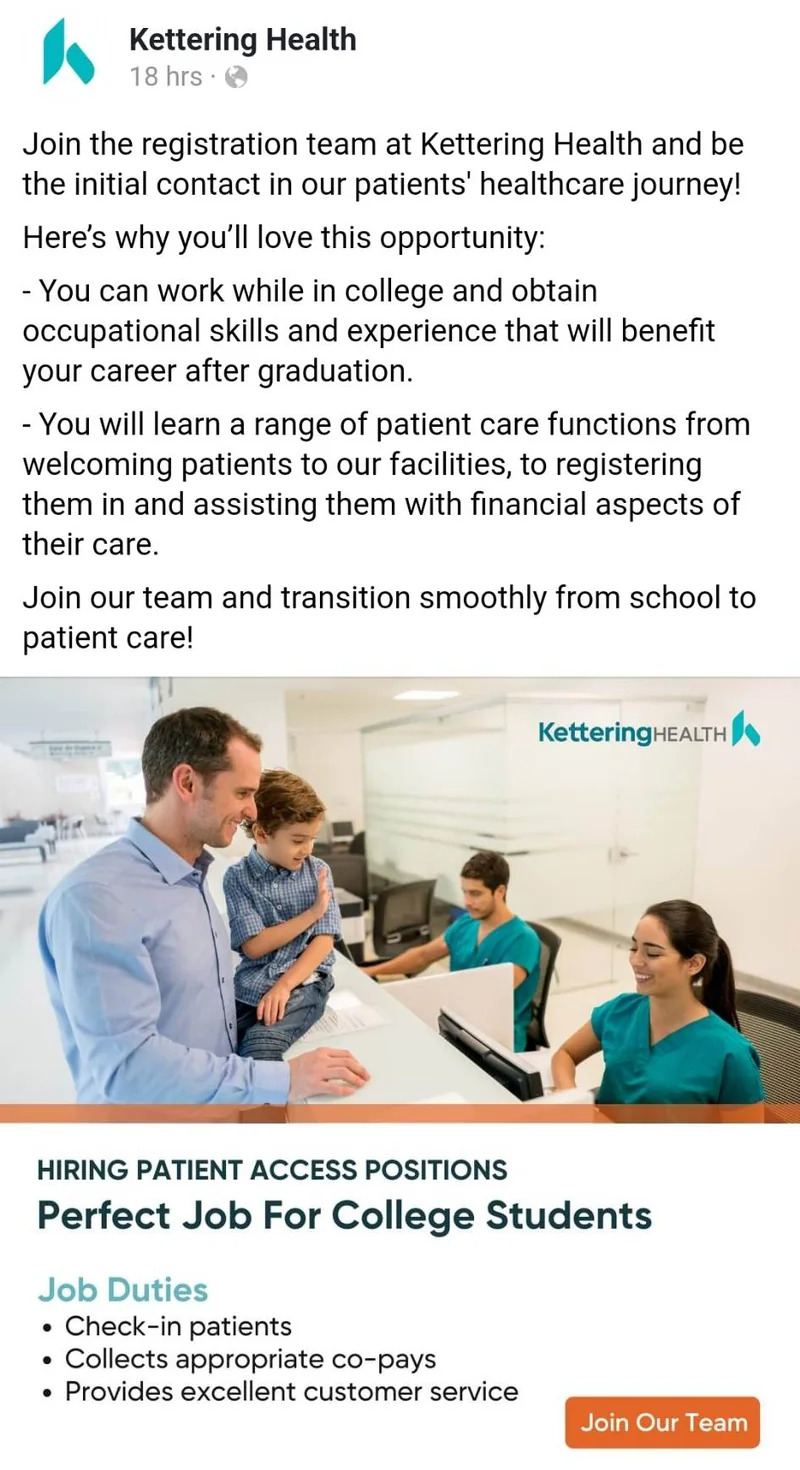 Kettering Health
18 hrs ·
Join the registration team at Kettering Health and be
the initial contact in our patients' healthcare journey!
Here’s why you’ll love this opportunity:
- You can work while in college and obtain
occupational skills and experience that will benefit
your career after graduation.
- You will learn a range of patient care functions from
welcoming patients to our facilities, to registering
them in and assisting them with financial aspects of
their care.
Join our team and transition smoothly from school to
patient care!
KetteringHEALTH
HIRING PATIENT ACCESS POSITIONS
Perfect Job For College Students
Job Duties
• Check-in patients
• Collects appropriate co-pays
• Provides excellent customer service
Join Our Team